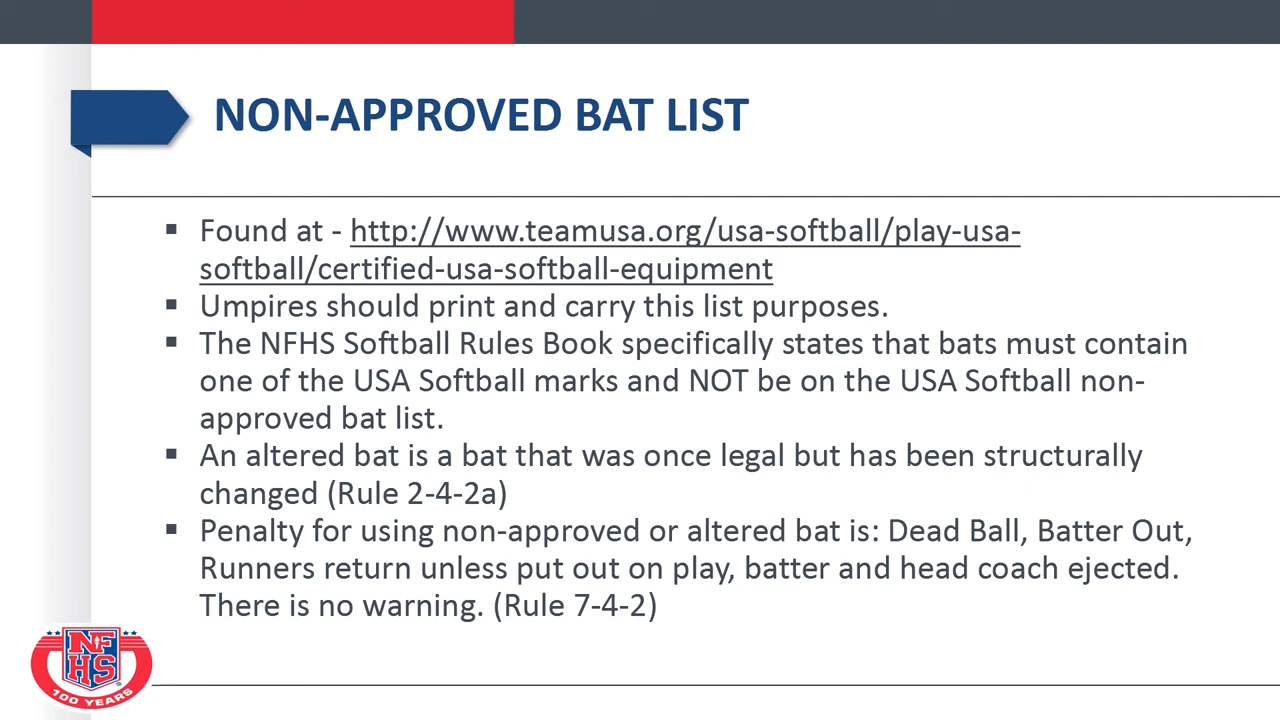 NON-APPROVED BAT LIST
▪ Found at - http://www.teamusa.org/usa-softball/play-usa-
softball/certified-usa-softball-equipment
▪ Umpires should print and carry this list purposes.
▪ The NFHS Softball Rules Book specifically states that bats must contain
one of the USA Softball marks and NOT be on the USA Softball non-
approved bat list.
▪ An altered bat is a bat that was once legal but has been structurally
changed (Rule 2-4-2a)
▪ Penalty for using non-approved or altered bat is: Dead Ball, Batter Out,
Runners return unless put out on play, batter and head coach ejected.
There is no warning. (Rule 7-4-2)
NF
HS
100 YEARS